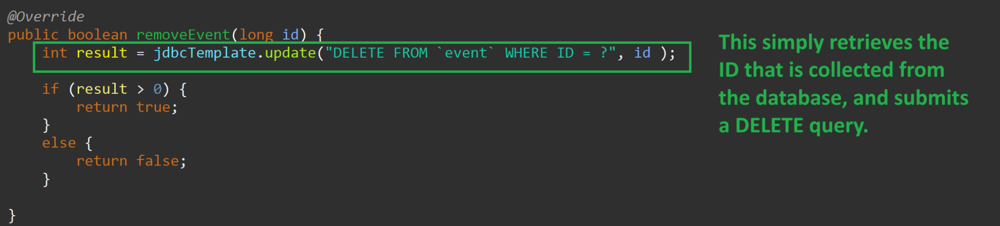 @Override
public boolean removeEvent(long id) {
    int result = jdbcTemplate.update("DELETE FROM `event` WHERE ID = ?", id );
    if (result > 0) {
        return true;
    }
    else {
        return false;
    }
}
This simply retrieves the
ID that is collected from
the database, and submits
a DELETE query.